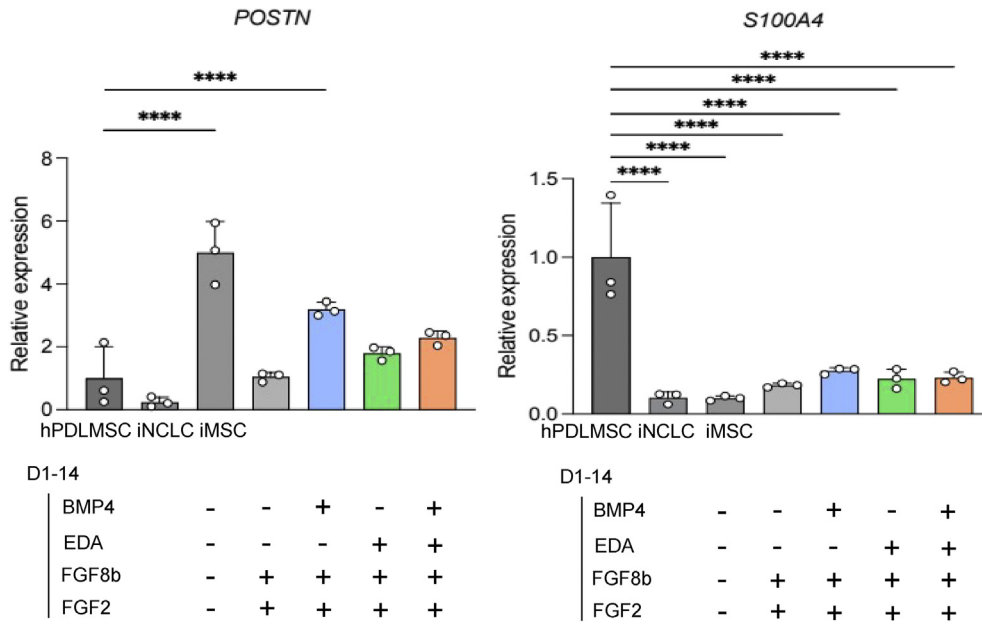 POSTN
****
****
Relative expression
8
6
4
2
0
hPDLMSC iNCLC iMSC
D1-14
BMP4 - - + - +
EDA - - - + +
FGF8b - + + + +
FGF2 - + + + +
S100A4
****
****
****
****
****
****
Relative expression
1.5
1.0
0.5
0.0
hPDLMSC iNCLC iMSC
D1-14
BMP4 - - + - +
EDA - - - + +
FGF8b - + + + +
FGF2 - + + + +